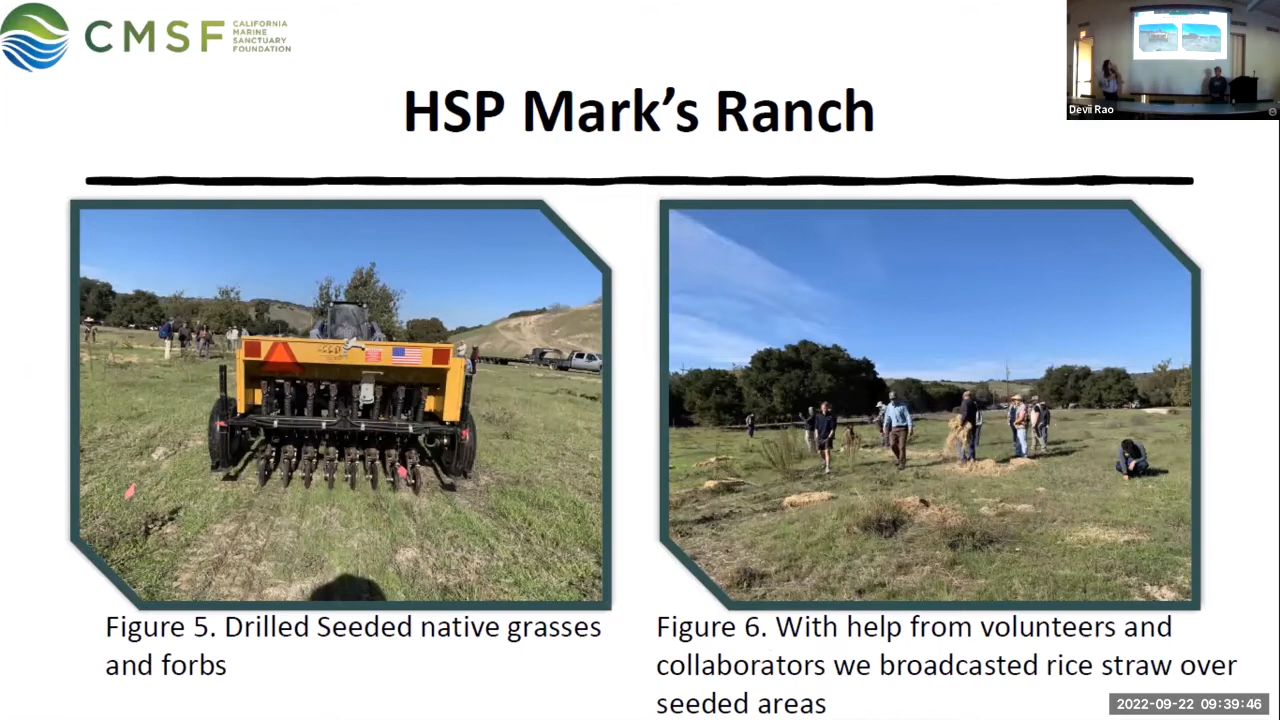 CMSF
CALIFORNIA
MARINE
SANCTUARY
FOUNDATION
Devii Rao
HSP Mark's Ranch
Figure 5. Drilled Seeded native grasses
and forbs
Figure 6. With help from volunteers and
collaborators we broadcasted rice straw over
seeded areas
2022-09-22 09:39:46